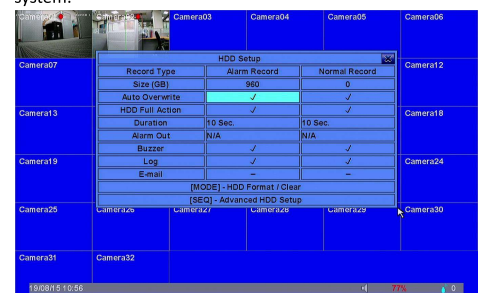 system.
Camera03 Camera04 Camera05 Camera06
HDD Setup
Camera07 Camera12
Record Type Alarm Record Normal Record
Size (GB) 960 0
Auto Overwrite ✓ ✓
HDD Full Action ✓ ✓
Camera13 Camera18
Duration 10 Sec. 10 Sec.
Alarm Out N/A N/A
Buzzer ✓ ✓
Log ✓ ✓
Camera19 Camera24
E-mail – –
[MODE] - HDD Format / Clear
[SEQ] - Advanced HDD Setup
Camera25 Camera26 Camera27 Camera28 Camera29 Camera30
Camera31 Camera32
19/08/15 10:56 77% 0